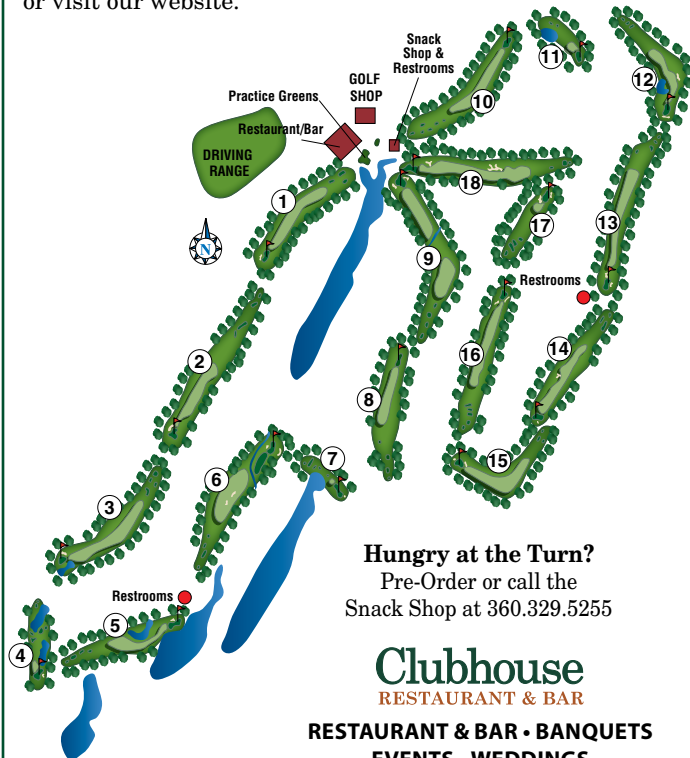 or visit our website.
Snack
Shop &
Restrooms
GOLF
SHOP
Practice Greens
Restaurant/Bar
DRIVING
RANGE
N
11
12
10
1
18
17
13
9
Restrooms
2
16
14
8
15
7
6
3
Restrooms
5
4
Hungry at the Turn?
Pre-Order or call the
Snack Shop at 360.329.5255
Clubhouse
RESTAURANT & BAR
RESTAURANT & BAR • BANQUETS
EVENTS • WEDDINGS